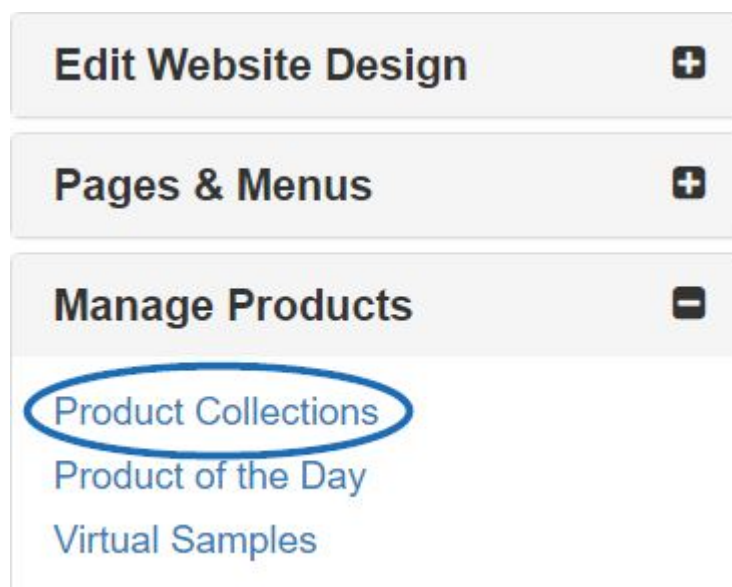 Edit Website Design
Pages & Menus
Manage Products
Product Collections
Product of the Day
Virtual Samples